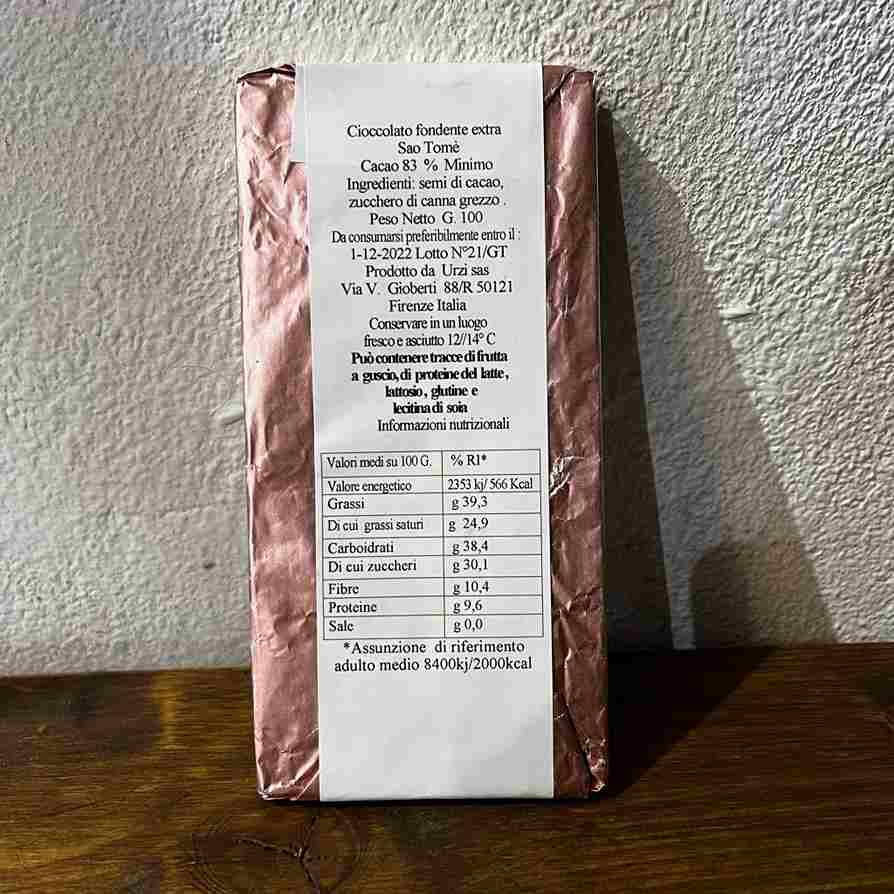 Cioccolato fondente extra
Sao Tomè
Cacao 83 % Minimo
Ingredienti: semi di cacao,
zucchero di canna grezzo .
Peso Netto G. 100
Da consumarsi preferibilmente entro il :
1-12-2022 Lotto N°21/GT
Prodotto da Urzi sas
Via V. Gioberti 88/R 50121
Firenze Italia
Conservare in un luogo
fresco e asciutto 12//14° C
Può contenere tracce di frutta
a guscio, di proteine del latte,
lattosio, glutine e
lecitina di soia
Informazioni nutrizionali
Valori medi su 100 G. % R1*
Valore energetico 2353 kj/ 566 Kcal
Grassi g 39,3
Di cui grassi saturi g 24,9
Carboidrati g 38,4
Di cui zuccheri g 30,1
Fibre g 10,4
Proteine g 9,6
Sale g 0,0
*Assunzione di riferimento
adulto medio 8400kj/2000kcal